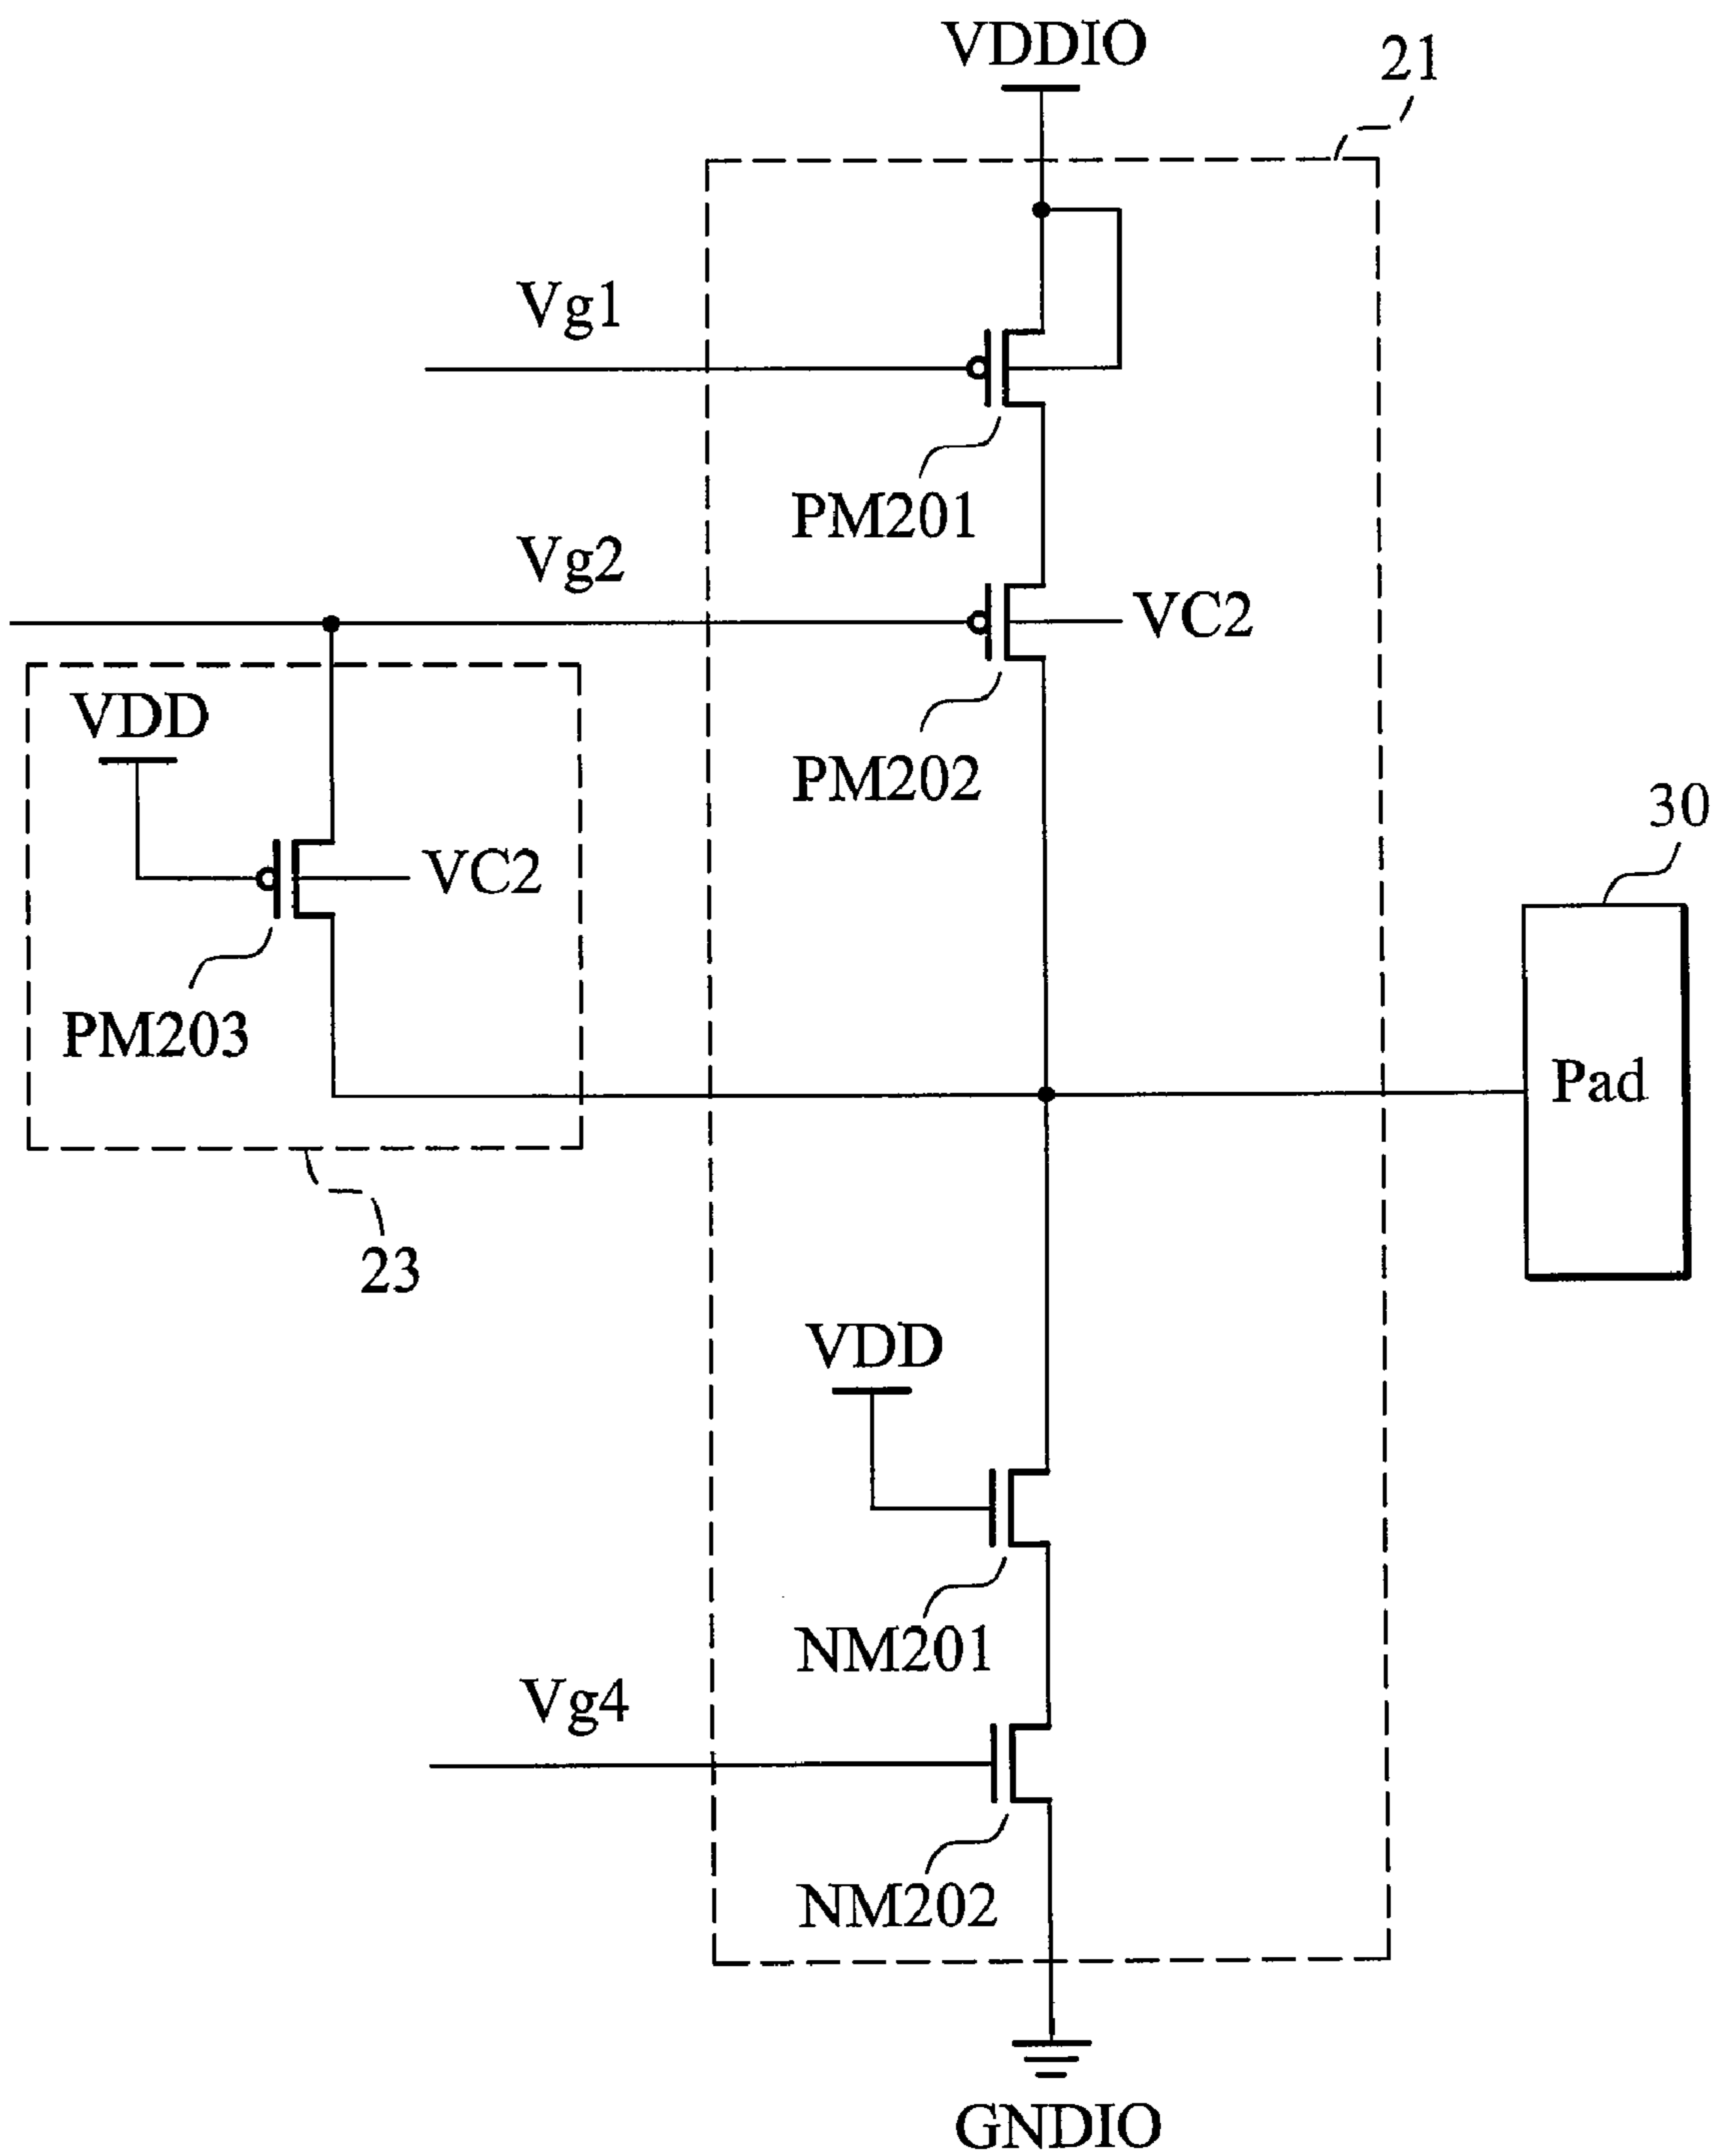 VDDIO
21
Vg1
PM201
Vg2
VC2
VDD
PM202
30
VC2
PM203
Pad
23
VDD
NM201
Vg4
NM202
GNDIO